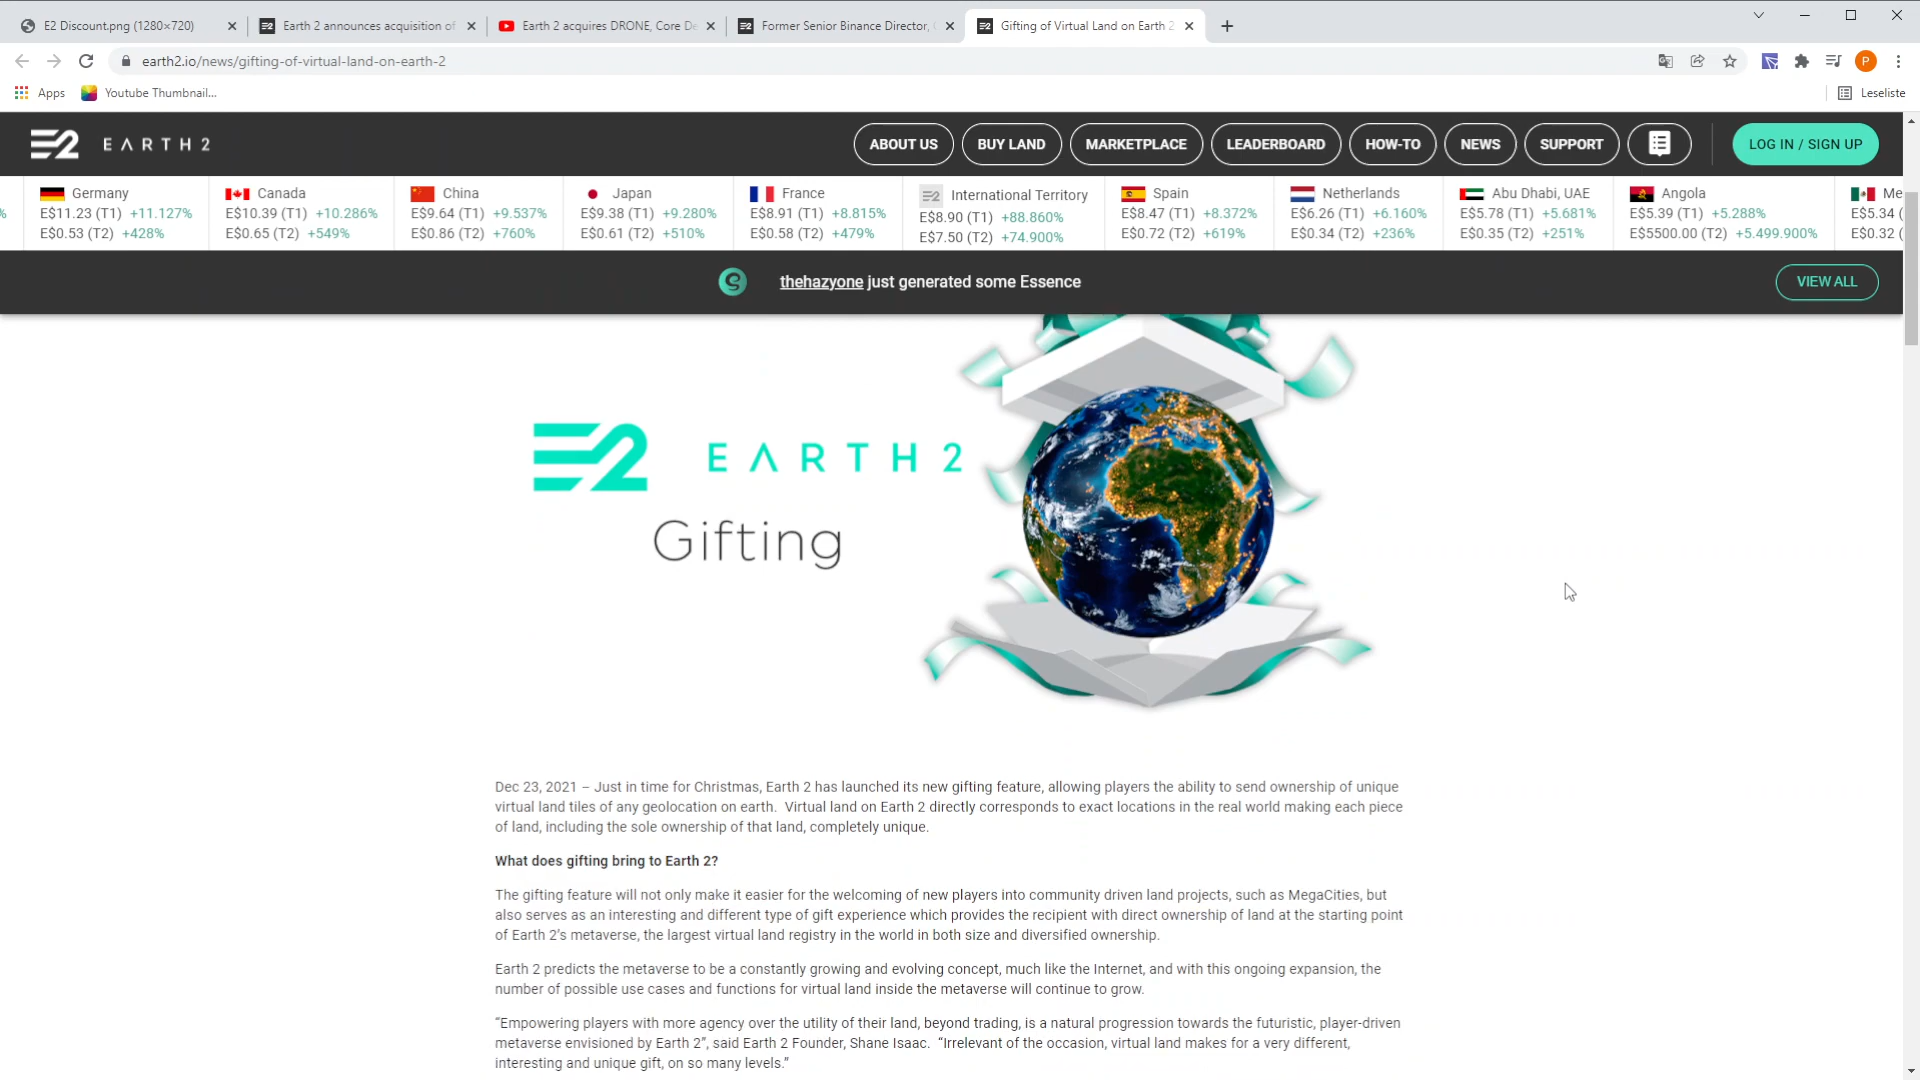 E2 Discount.png (1280×720)
Earth 2 announces acquisition of
Earth 2 acquires DRONE, Core De
Former Senior Binance Director,
Gifting of Virtual Land on Earth 2
earth2.io/news/gifting-of-virtual-land-on-earth-2
P
Apps
Youtube Thumbnail...
Leseliste
E2 EARTH 2
ABOUT US
BUY LAND
MARKETPLACE
LEADERBOARD
HOW-TO
NEWS
SUPPORT
LOG IN / SIGN UP
%
Germany
E$11.23 (T1) +11.127%
E$0.53 (T2) +428%
Canada
E$10.39 (T1) +10.286%
E$0.65 (T2) +549%
China
E$9.64 (T1) +9.537%
E$0.86 (T2) +760%
Japan
E$9.38 (T1) +9.280%
E$0.61 (T2) +510%
France
E$8.91 (T1) +8.815%
E$0.58 (T2) +479%
E2 International Territory
E$8.90 (T1) +88.860%
E$7.50 (T2) +74.900%
Spain
E$8.47 (T1) +8.372%
E$0.72 (T2) +619%
Netherlands
E$6.26 (T1) +6.160%
E$0.34 (T2) +236%
Abu Dhabi, UAE
E$5.78 (T1) +5.681%
E$0.35 (T2) +251%
Angola
E$5.39 (T1) +5.288%
E$5500.00 (T2) +5.499.900%
Me
E$5.34 (
E$0.32 (
thehazyone just generated some Essence
VIEW ALL
E2 EARTH 2
Gifting
Dec 23, 2021 – Just in time for Christmas, Earth 2 has launched its new gifting feature, allowing players the ability to send ownership of unique
virtual land tiles of any geolocation on earth. Virtual land on Earth 2 directly corresponds to exact locations in the real world making each piece
of land, including the sole ownership of that land, completely unique.
What does gifting bring to Earth 2?
The gifting feature will not only make it easier for the welcoming of new players into community driven land projects, such as MegaCities, but
also serves as an interesting and different type of gift experience which provides the recipient with direct ownership of land at the starting point
of Earth 2’s metaverse, the largest virtual land registry in the world in both size and diversified ownership.
Earth 2 predicts the metaverse to be a constantly growing and evolving concept, much like the Internet, and with this ongoing expansion, the
number of possible use cases and functions for virtual land inside the metaverse will continue to grow.
“Empowering players with more agency over the utility of their land, beyond trading, is a natural progression towards the futuristic, player-driven
metaverse envisioned by Earth 2”, said Earth 2 Founder, Shane Isaac. “Irrelevant of the occasion, virtual land makes for a very different,
interesting and unique gift, on so many levels.”